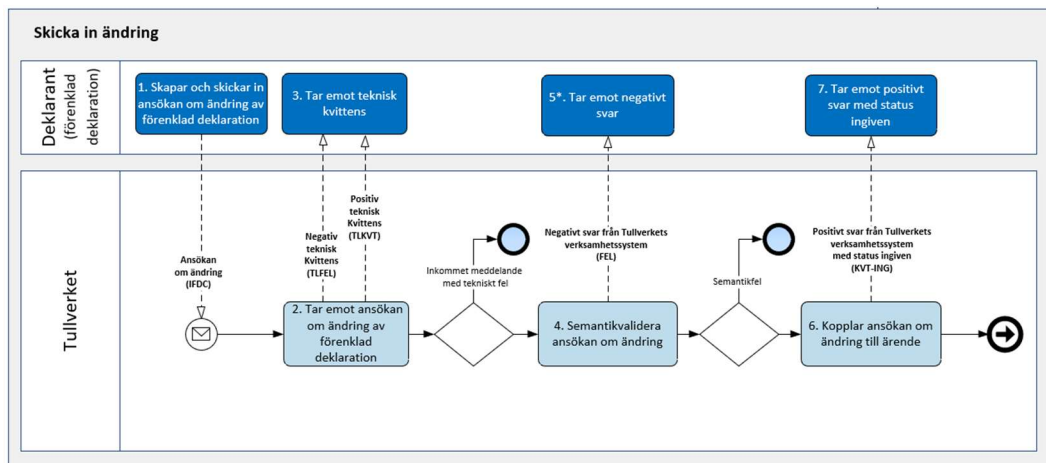 Skicka in ändring
Deklarant
(förenklad
deklaration)
1. Skapar och skickar in
ansökan om ändring av
förenklad deklaration
3. Tar emot teknisk
kvittens
5*. Tar emot negativt
svar
7. Tar emot positivt
svar med status
ingiven
Tullverket
Ansökan
om ändring
(IFDC)
Negativ
teknisk
Kvittens
(TLFEL)
Positiv
teknisk
Kvittens
(TLKVT)
Inkommet meddelande
med tekniskt fel
Negativt svar från Tullverkets
verksamhetssystem
(FEL)
Semantikfel
Positivt svar från Tullverkets
verksamhetssystem
med status ingiven
(KVT-ING)
2. Tar emot ansökan
om ändring av
förenklad
deklaration
4. Semantikvalidera
ansökan om ändring
6. Kopplar ansökan om
ändring till ärende